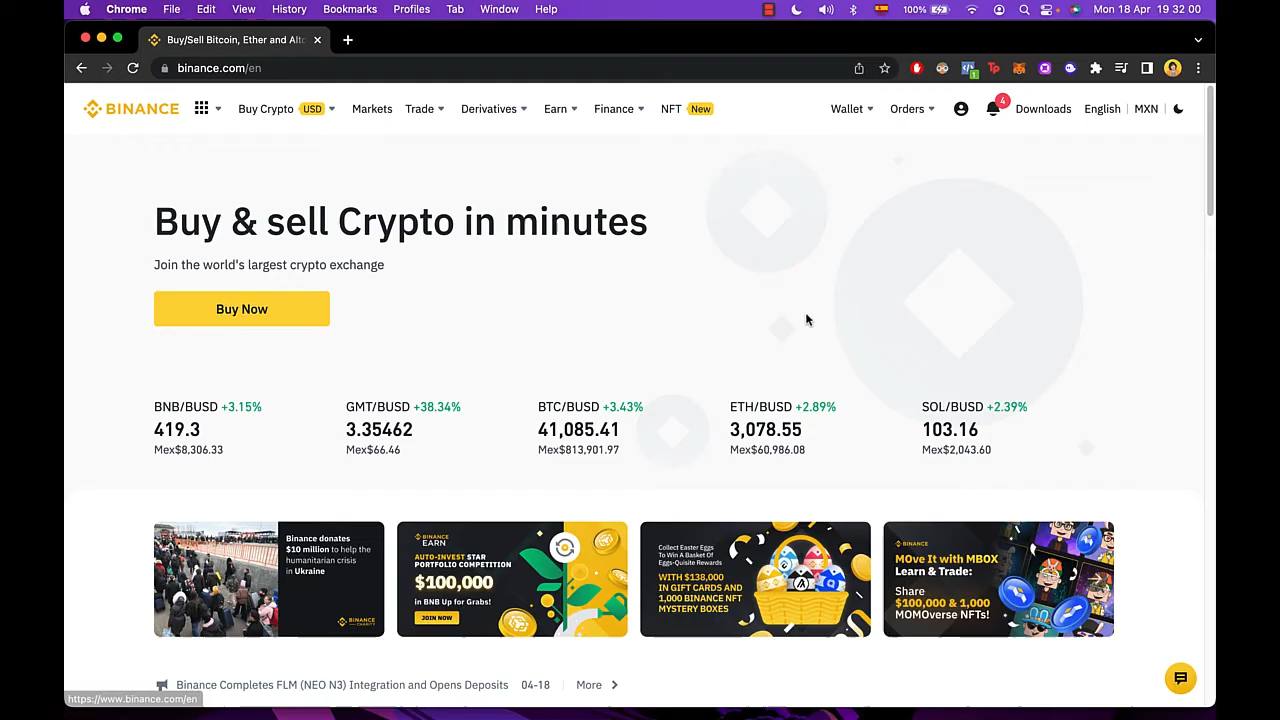 Chrome File Edit View History Bookmarks Profiles Tab Window Help 100% Mon 18 Apr 19 32 00
Buy/Sell Bitcoin, Ether and Alt
binance.com/en
BINANCE Buy Crypto USD Markets Trade Derivatives Earn Finance NFT New Wallet Orders 4 Downloads English MXN
Buy & sell Crypto in minutes
Join the world's largest crypto exchange
Buy Now
BNB/BUSD +3.15% GMT/BUSD +38.34% BTC/BUSD +3.43% ETH/BUSD +2.89% SOL/BUSD +2.39%
419.3 3.35462 41,085.41 3,078.55 103.16
Mex$8,306.33 Mex$66.46 Mex$813,901.97 Mex$60,986.08 Mex$2,043.60
Binance donates
$10 million to help the
humanitarian crisis
in Ukraine
BINANCE
CHARITY
BINANCE
EARN
AUTO-INVEST STAR
PORTFOLIO COMPETITION
$100,000
in BNB Up for Grabs!
JOIN NOW
Collect Easter Eggs
To Win A Basket Of
Eggs-Quisite Rewards
WITH $138,000
IN GIFT CARDS AND
1,000 BINANCE NFT
MYSTERY BOXES
BINANCE
MOve It with MBOX
Learn & Trade:
Share
$100,000 & 1,000
MOMOverse NFTs!
Binance Completes FLM (NEO N3) Integration and Opens Deposits 04-18 More
https://www.binance.com/en